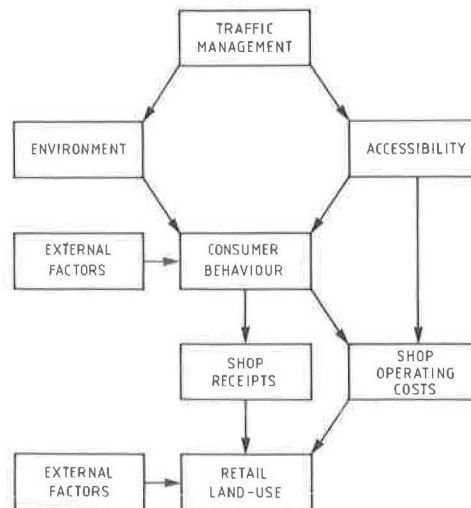 TRAFFIC
MANAGEMENT
ENVIRONMENT
ACCESSIBILITY
EXTERNAL
FACTORS
CONSUMER
BEHAVIOUR
SHOP
RECEIPTS
SHOP
OPERATING
COSTS
EXTERNAL
FACTORS
RETAIL
LAND-USE